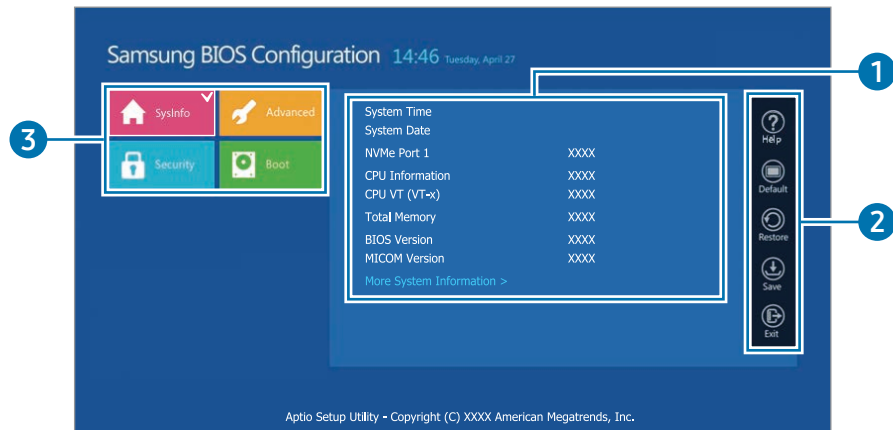 Samsung BIOS Configuration 14:46 Tuesday, April 27
1
SysInfo
Advanced
Security
Boot
3
System Time
System Date
NVMe Port 1 XXXX
CPU Information XXXX
CPU VT (VT-x) XXXX
Total Memory XXXX
BIOS Version XXXX
MICOM Version XXXX
More System Information >
Help
Default
Restore
Save
Exit
2
Aptio Setup Utility - Copyright (C) XXXX American Megatrends, Inc.